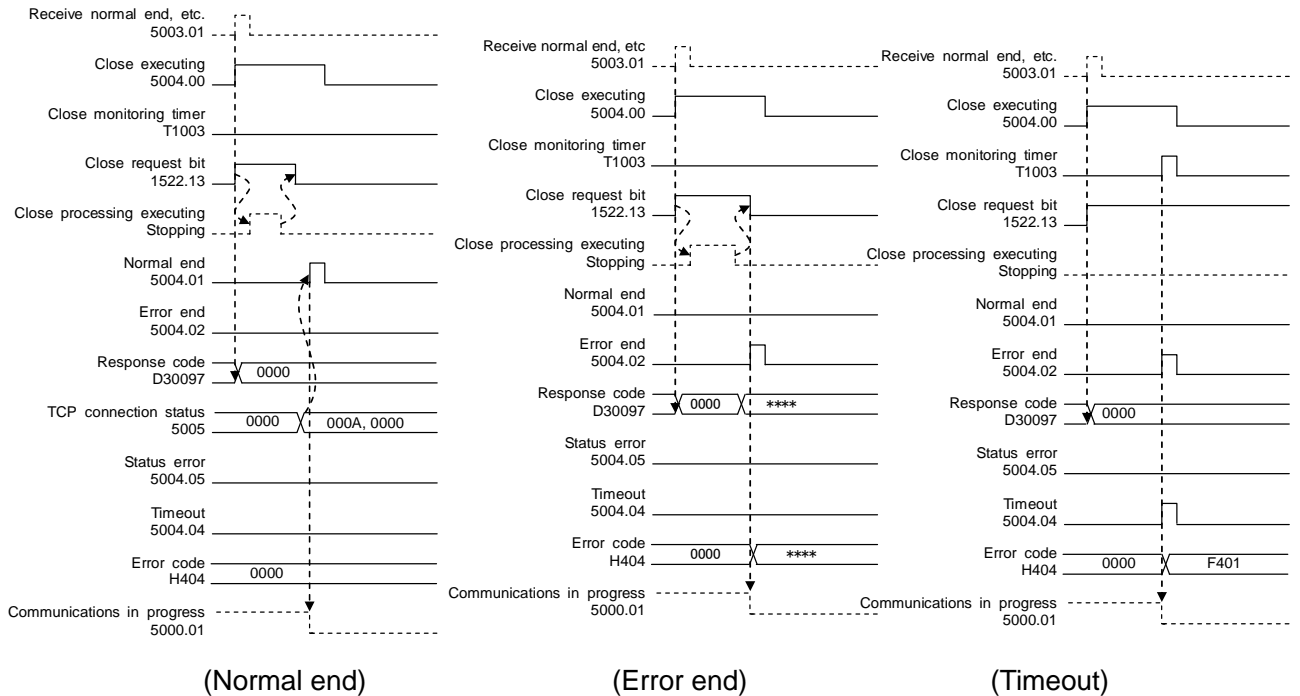 Receive normal end, etc.
5003.01
Close executing
5004.00
Close monitoring timer
T1003
Close request bit
1522.13
Close processing executing
Stopping
Normal end
5004.01
Error end
5004.02
Response code
D30097
0000
TCP connection status
5005
0000
000A, 0000
Status error
5004.05
Timeout
5004.04
Error code
H404
0000
Communications in progress
5000.01
(Normal end)
Receive normal end, etc
5003.01
Close executing
5004.00
Close monitoring timer
T1003
Close request bit
1522.13
Close processing executing
Stopping
Normal end
5004.01
Error end
5004.02
Response code
D30097
0000
****
Status error
5004.05
Timeout
5004.04
Error code
H404
0000
****
Communications in progress
5000.01
(Error end)
Receive normal end, etc.
5003.01
Close executing
5004.00
Close monitoring timer
T1003
Close request bit
1522.13
Close processing executing
Stopping
Normal end
5004.01
Error end
5004.02
Response code
D30097
0000
Status error
5004.05
Timeout
5004.04
Error code
H404
0000
F401
Communications in progress
5000.01
(Timeout)